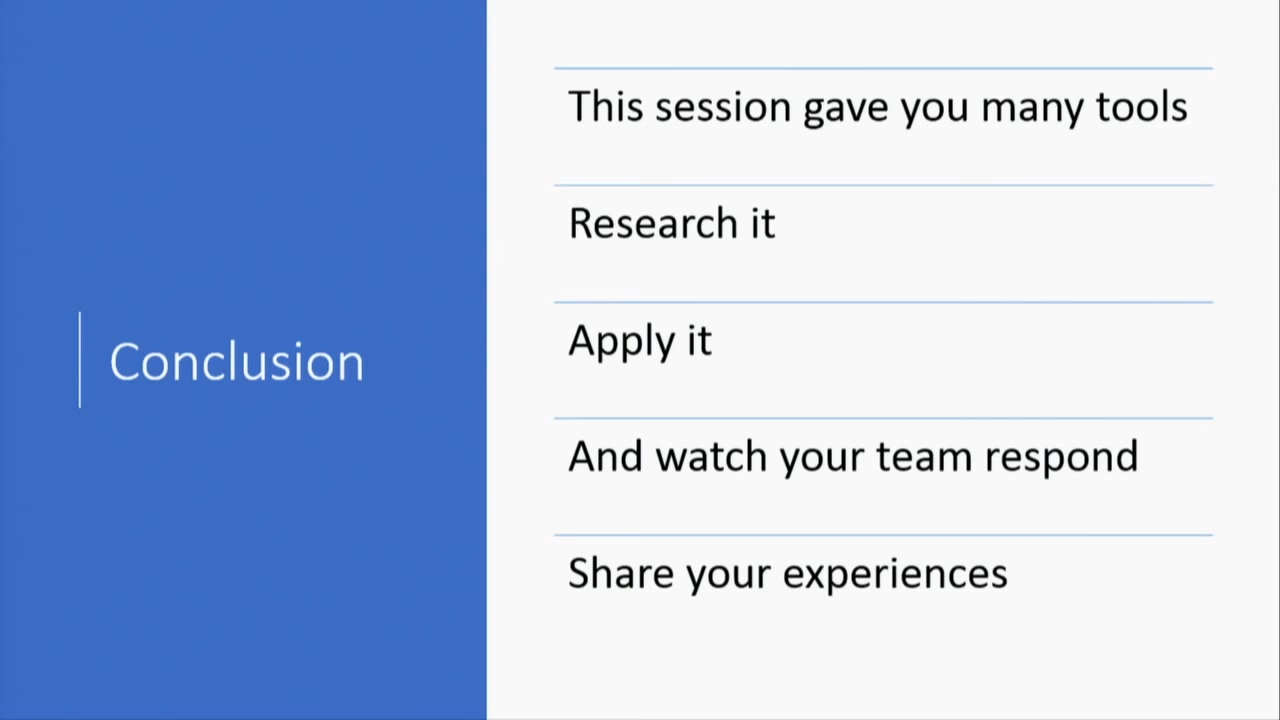 Conclusion
This session gave you many tools
Research it
Apply it
And watch your team respond
Share your experiences